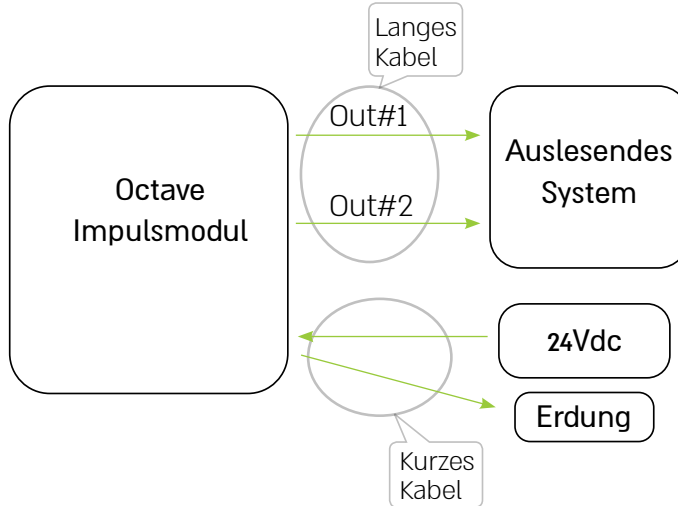 Langes
Kabel
Out#1
Octave
Impulsmodul
Auslesendes
System
Out#2
24Vdc
Erdung
Kurzes
Kabel